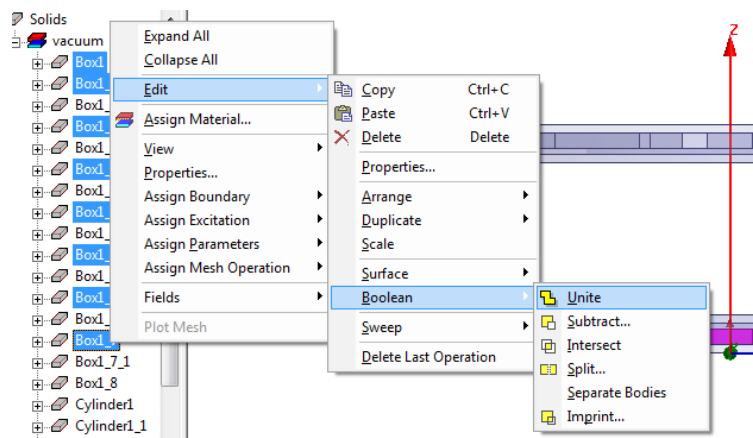 Solids
vacuum
Box1
Box1_
Box1_
Box1_
Box1_
Box1_
Box1_
Box1_
Box1_
Box1_
Box1_
Box1_
Box1_
Box1_
Box1_7_1
Box1_8
Cylinder1
Cylinder1_1
Expand All
Collapse All
Edit
Assign Material...
View
Properties...
Assign Boundary
Assign Excitation
Assign Parameters
Assign Mesh Operation
Fields
Plot Mesh
Copy Ctrl+C
Paste Ctrl+V
Delete Delete
Properties...
Arrange
Duplicate
Scale
Surface
Boolean
Sweep
Delete Last Operation
Unite
Subtract...
Intersect
Split...
Separate Bodies
Imprint...
Z